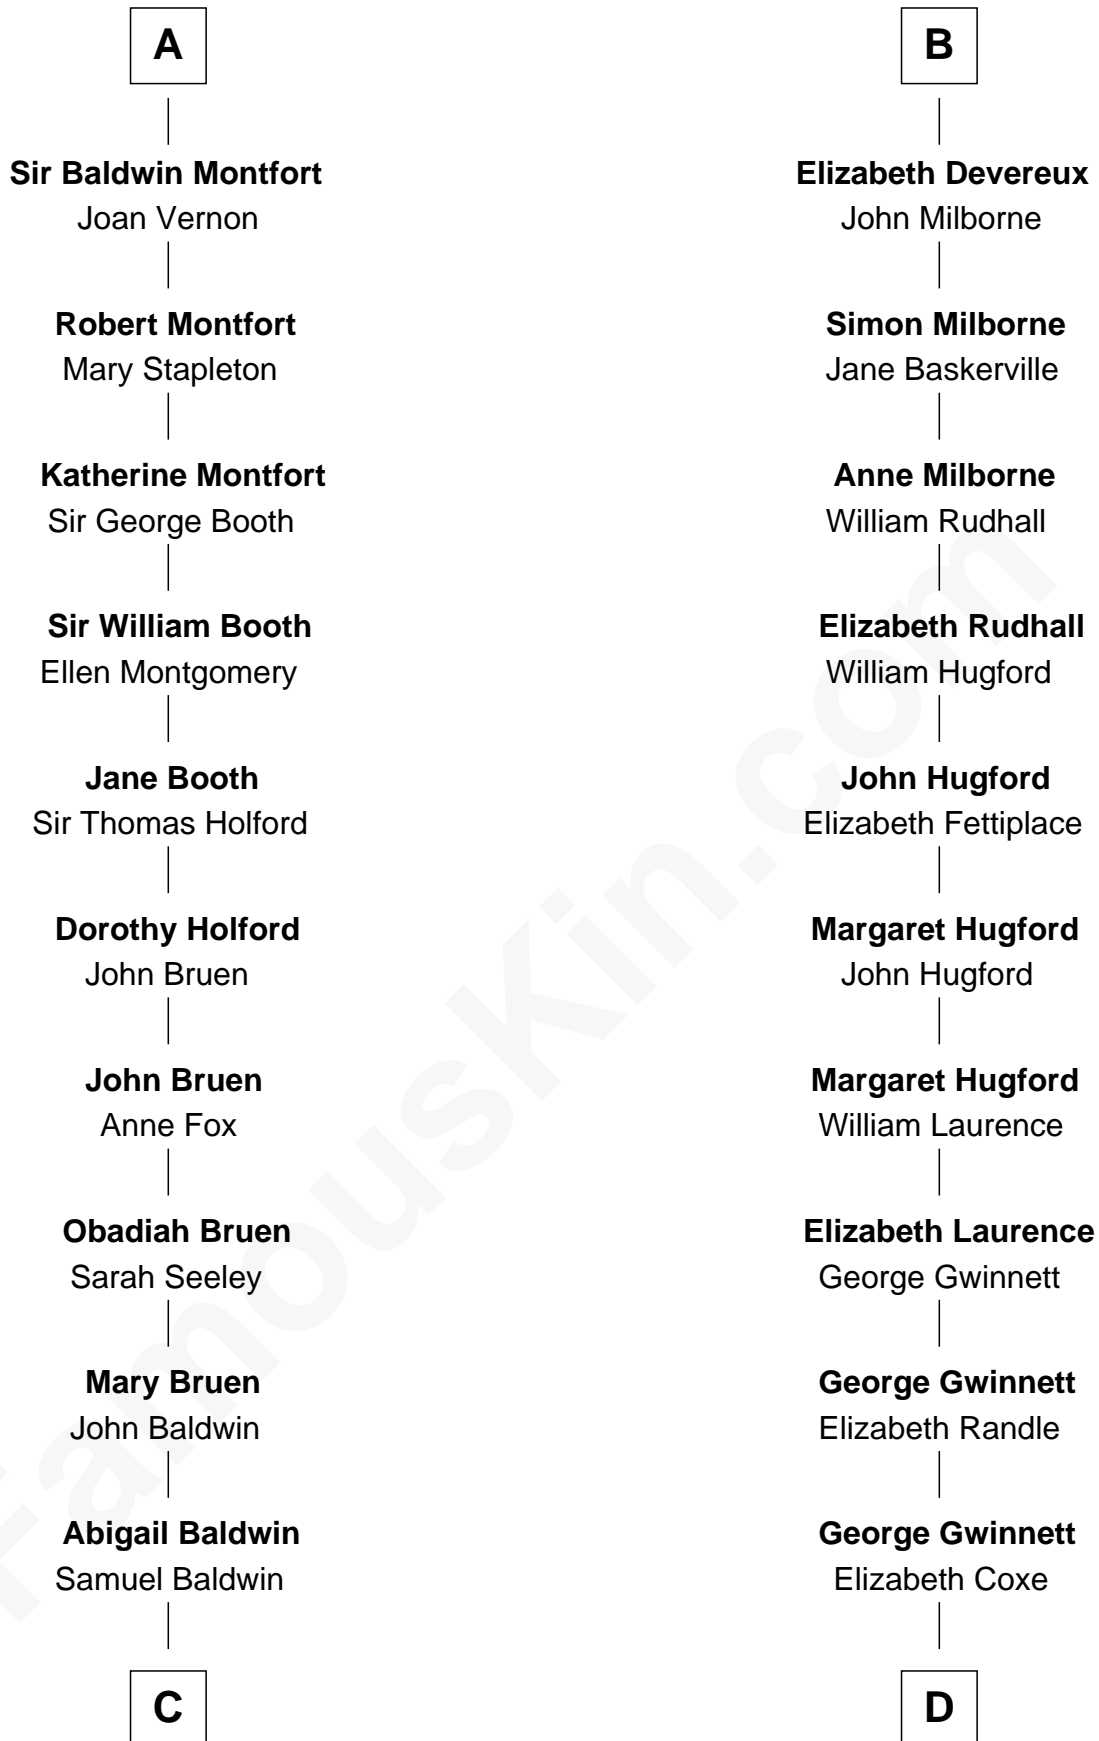 A
Sir Baldwin Montfort
Joan Vernon
Robert Montfort
Mary Stapleton
Katherine Montfort
Sir George Booth
Sir William Booth
Ellen Montgomery
Jane Booth
Sir Thomas Holford
Dorothy Holford
John Bruen
John Bruen
Anne Fox
Obadiah Bruen
Sarah Seeley
Mary Bruen
John Baldwin
Abigail Baldwin
Samuel Baldwin
C
B
Elizabeth Devereux
John Milborne
Simon Milborne
Jane Baskerville
Anne Milborne
William Rudhall
Elizabeth Rudhall
William Hugford
John Hugford
Elizabeth Fettiplace
Margaret Hugford
John Hugford
Margaret Hugford
William Laurence
Elizabeth Laurence
George Gwinnett
George Gwinnett
Elizabeth Randle
George Gwinnett
Elizabeth Coxe
D
FamousKin.com